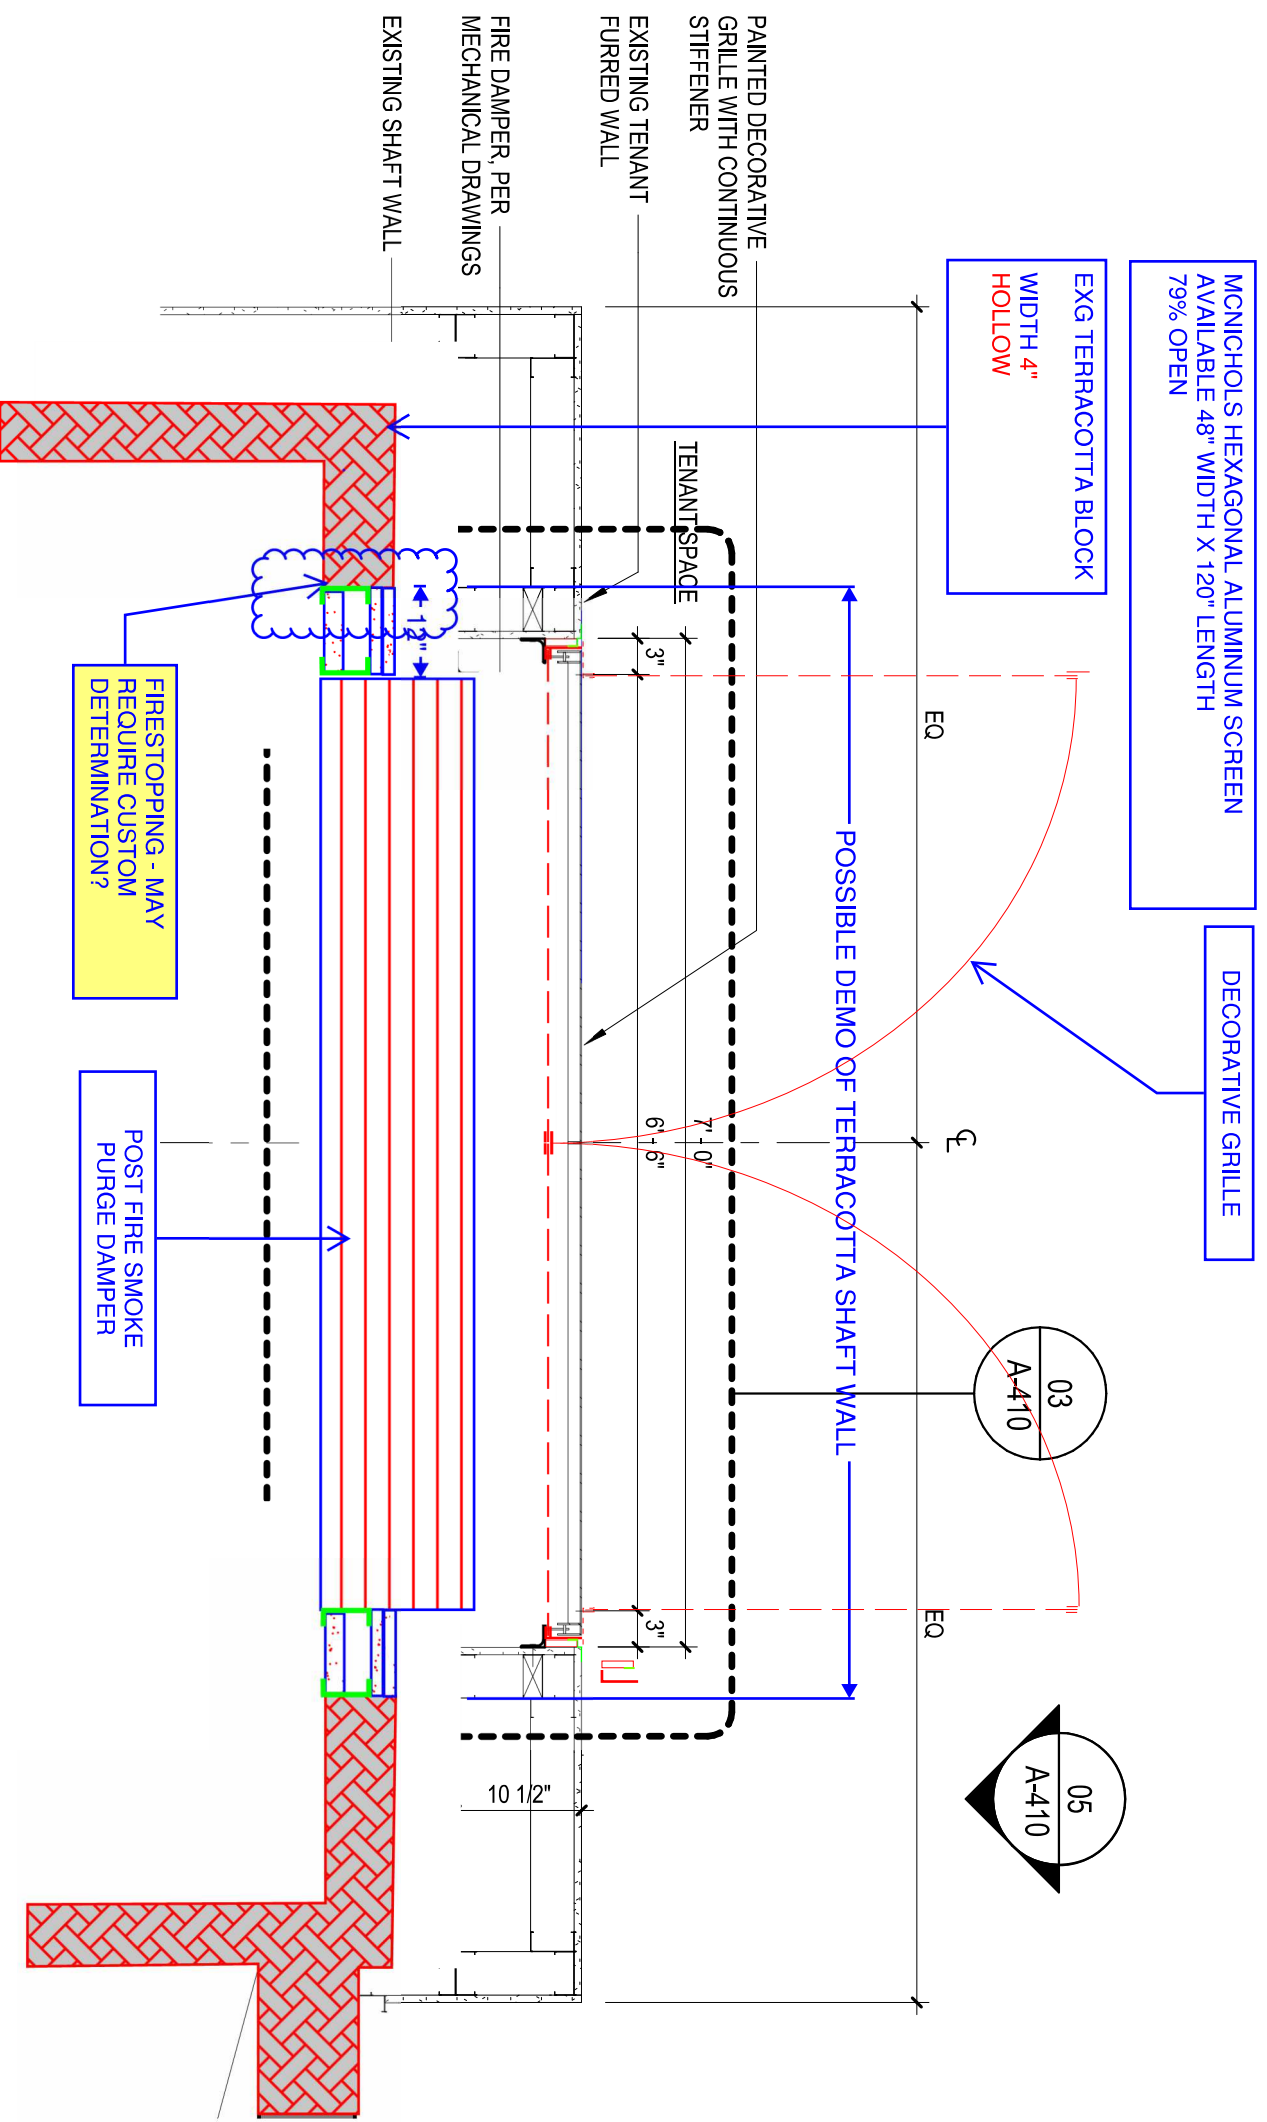 MCNICHOLS HEXAGONAL ALUMINUM SCREEN
AVAILABLE 48" WIDTH X 120" LENGTH
79% OPEN
DECORATIVE GRILLE
EXG TERRACOTTA BLOCK
WIDTH 4"
HOLLOW
03
A-410
05
A-410
EQ
℄
EQ
POSSIBLE DEMO OF TERRACOTTA SHAFT WALL
PAINTED DECORATIVE
GRILLE WITH CONTINUOUS
STIFFENER
TENANT SPACE
7' - 0"
3"
6' - 6"
3"
EXISTING TENANT
FURRED WALL
FIRE DAMPER, PER
MECHANICAL DRAWINGS
10 1/2"
EXISTING SHAFT WALL
12"
FIRESTOPPING - MAY
REQUIRE CUSTOM
DETERMINATION?
POST FIRE SMOKE
PURGE DAMPER